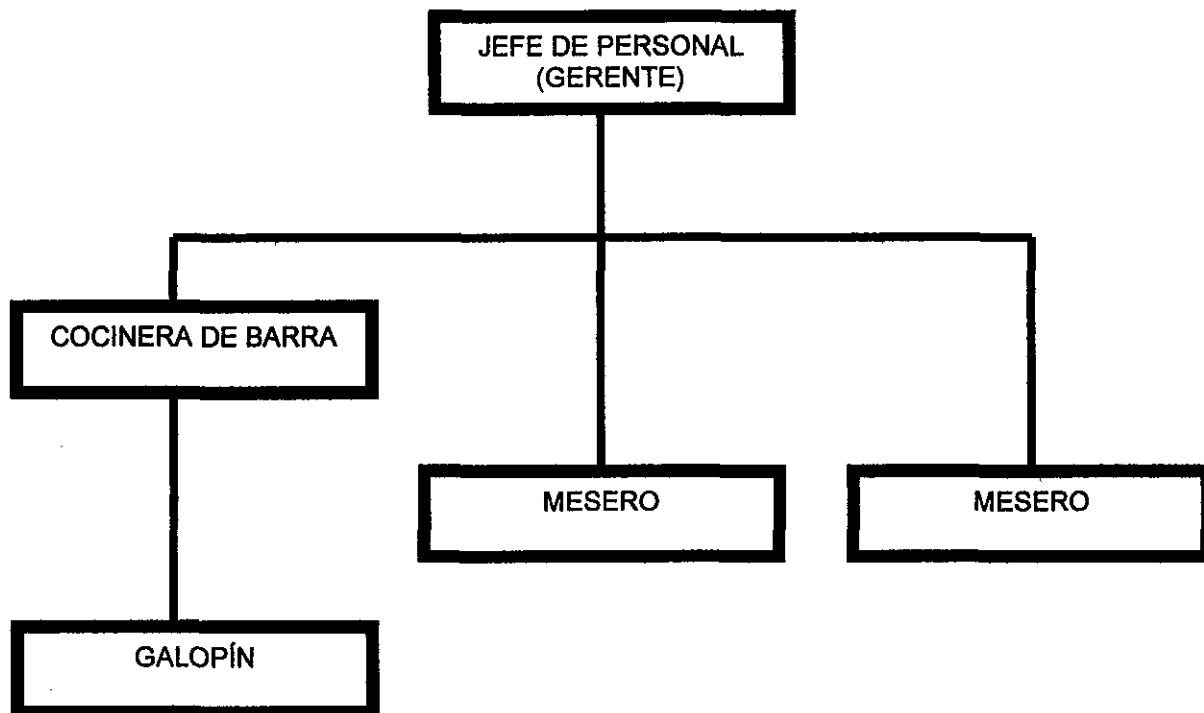 JEFE DE PERSONAL
(GERENTE)
COCINERA DE BARRA
MESERO
MESERO
GALOPÍN